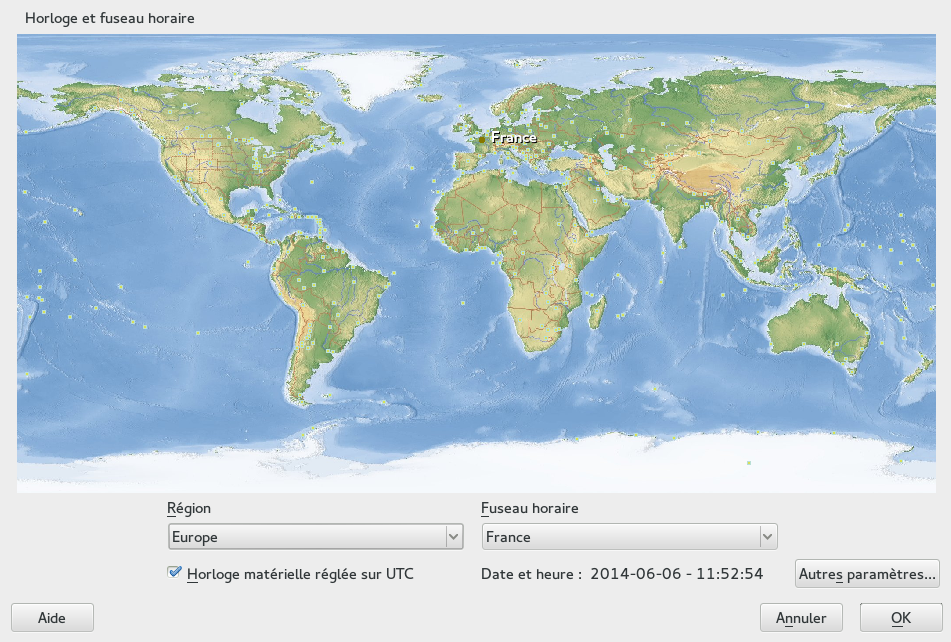 Horloge et fuseau horaire
France
Région
Fuseau horaire
Europe
France
Horloge matérielle réglée sur UTC
Date et heure : 2014-06-06 - 11:52:54
Autres paramètres...
Aide
Annuler
OK